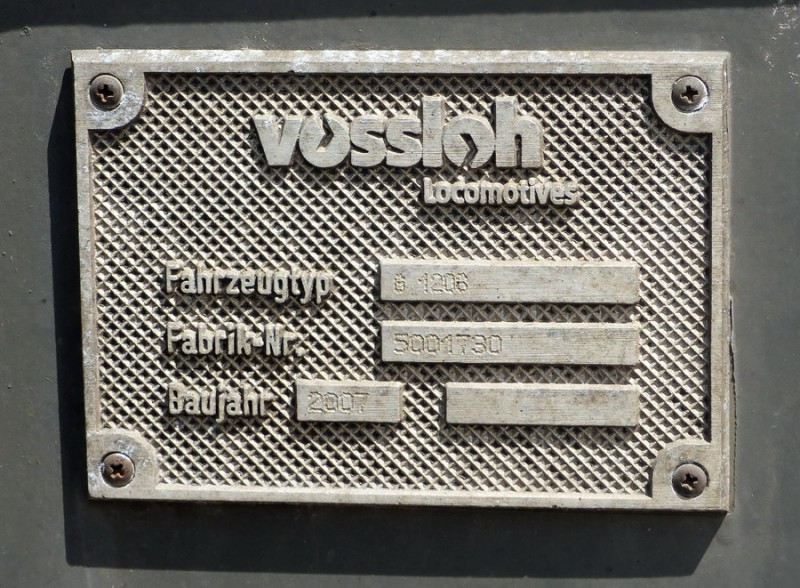 vossloh
Locomotives
Fahrzeugtyp G 1206
Fabrik-Nr. 5001730
Baujahr 2007